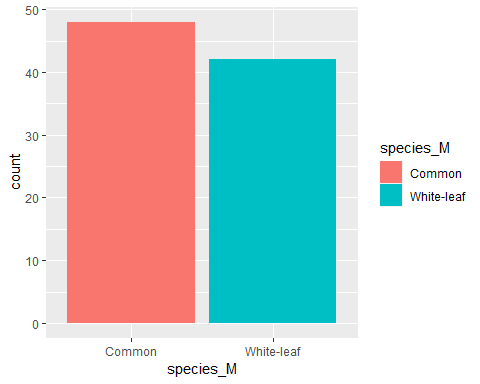 50
40
30
20
10
0
count
Common
White-leaf
species_M
species_M
Common
White-leaf